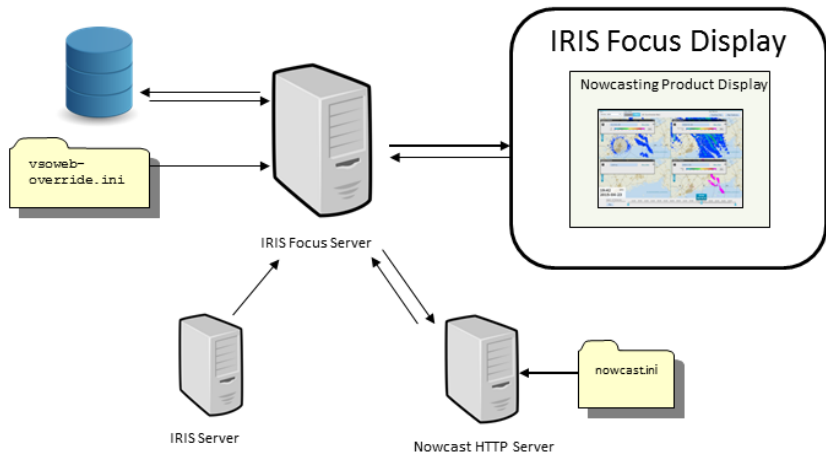 IRIS Focus Display
Nowcasting Product Display
vsoweb-
override.ini
IRIS Focus Server
nowcast.ini
IRIS Server
Nowcast HTTP Server